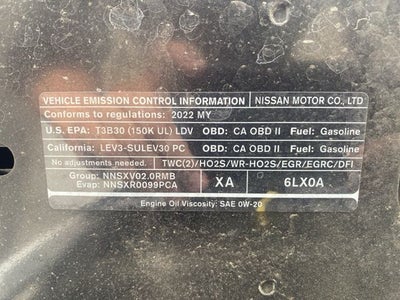 VEHICLE EMISSION CONTROL INFORMATION NISSAN MOTOR CO., LTD
Conforms to regulations: 2022 MY
U.S. EPA: T3B30 (150K UL) LDV OBD: CA OBD II Fuel: Gasoline
California: LEV3-SULEV30 PC OBD: CA OBD II Fuel: Gasoline
No adjustments needed. TWC(2)/HO2S/WR-HO2S/EGR/EGRC/DFI
Group: NNSXV02.0RMB
Evap: NNSXR0099PCA XA 6LX0A
Engine Oil Viscosity: SAE 0W-20